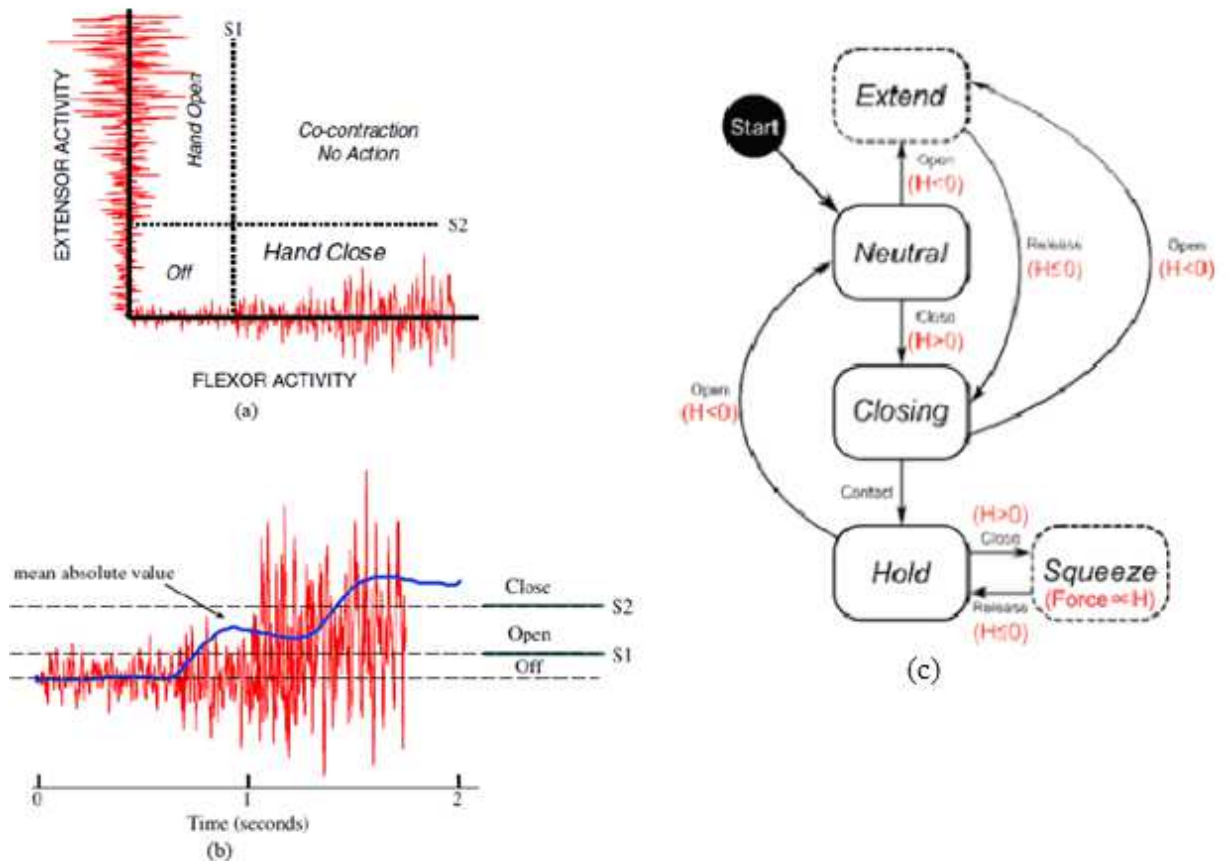 S1
EXTENSOR ACTIVITY
Hand Open
Co-contraction
No Action
S2
Off
Hand Close
FLEXOR ACTIVITY
(a)
mean absolute value
Close
S2
Open
S1
Off
0
1
2
Time (seconds)
(b)
Start
Extend
Open
(H<0)
Neutral
Release
(H≤0)
Open
(H<0)
Close
(H>0)
Open
(H<0)
Closing
Contact
(H>0)
Close
Hold
Squeeze
(Force∝H)
Release
(H≤0)
(c)